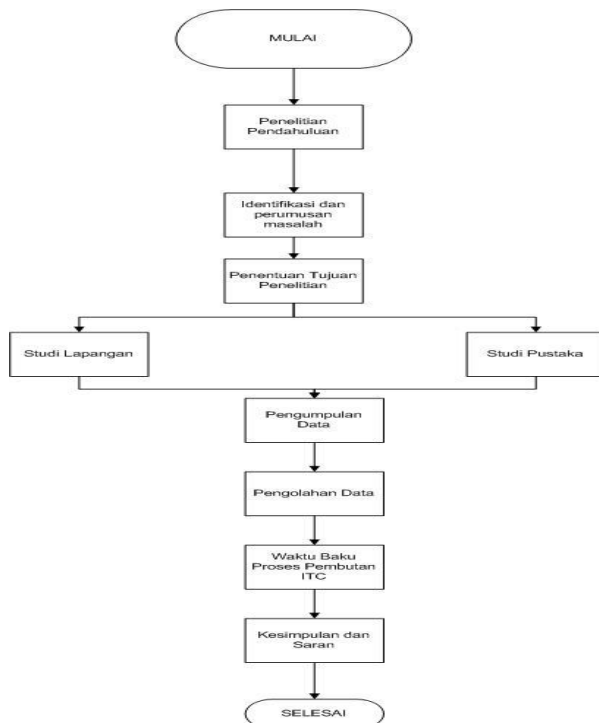 MULAI
Penelitian
Pendahuluan
Identifikasi dan
perumusan
masalah
Penentuan Tujuan
Penelitian
Studi Lapangan
Studi Pustaka
Pengumpulan
Data
Pengolahan Data
Waktu Baku
Proses Pembutan
ITC
Kesimpulan dan
Saran
SELESAI